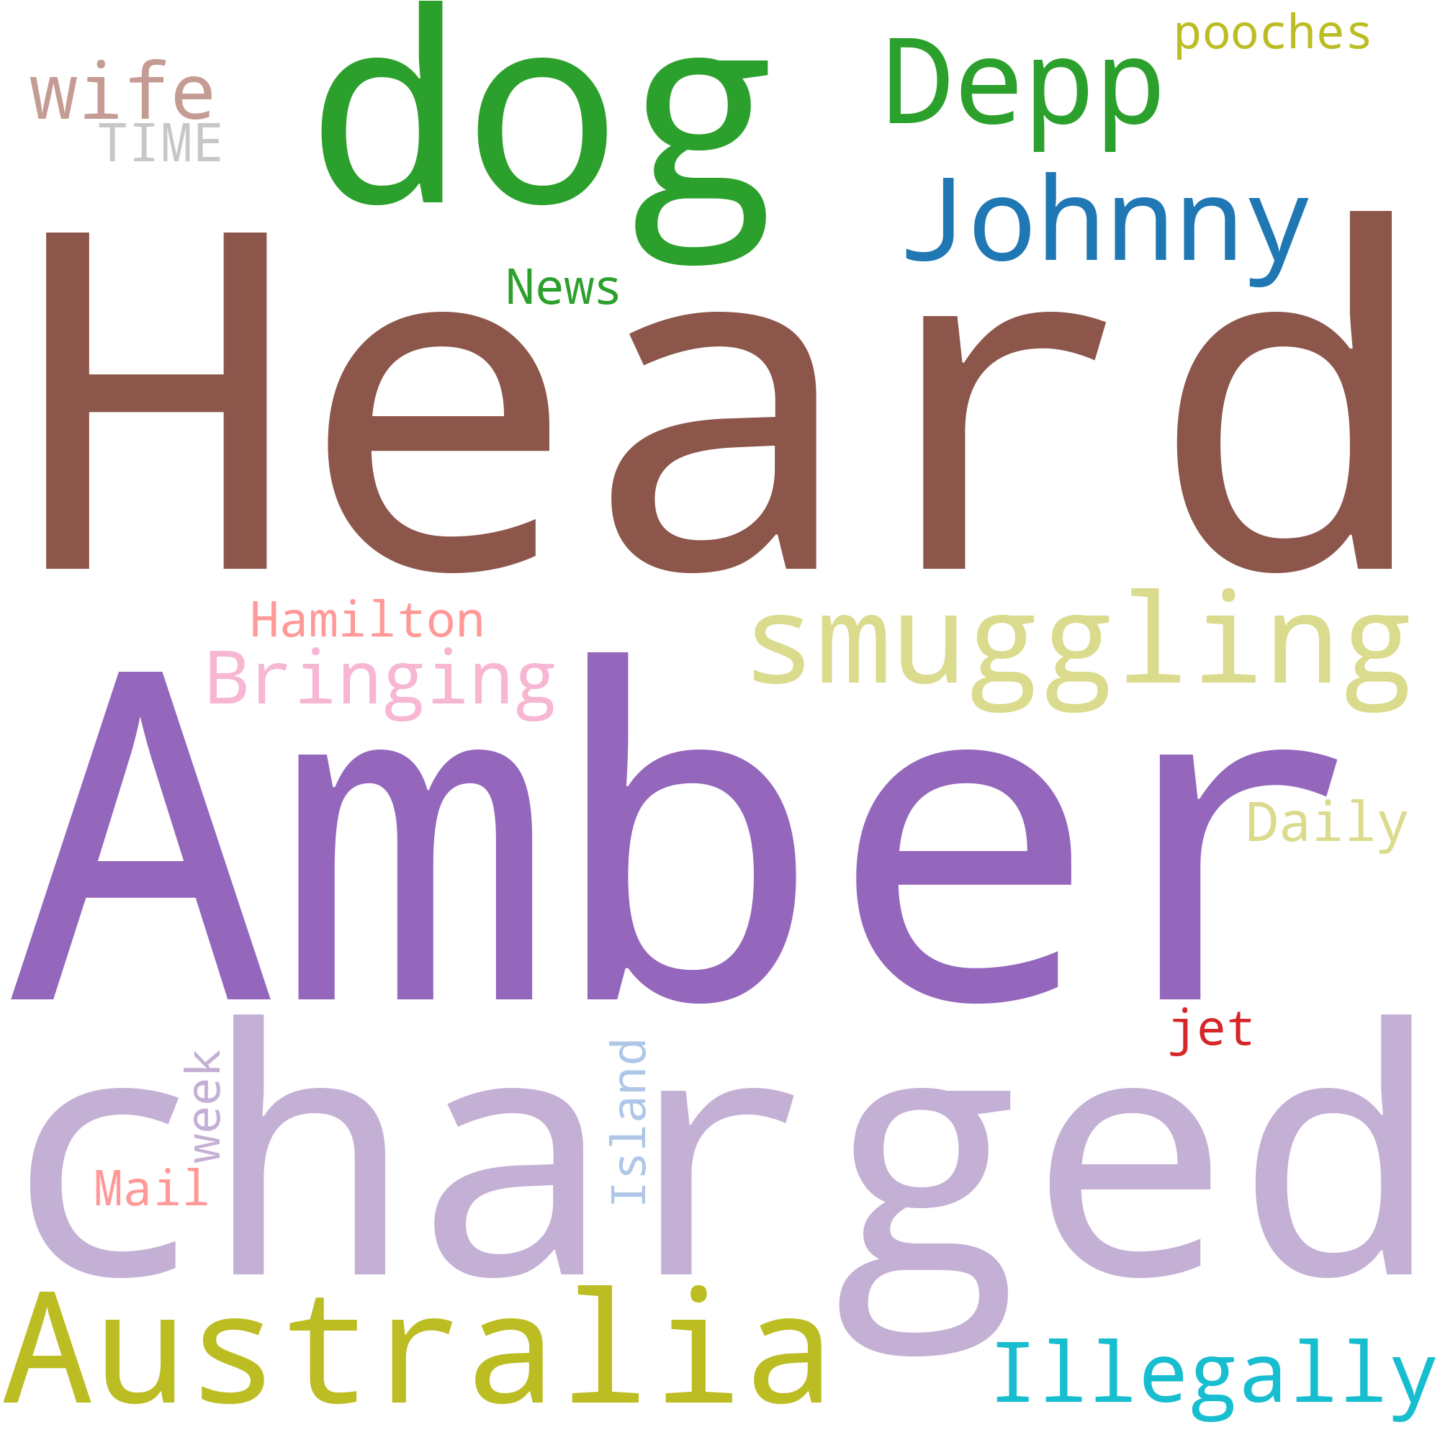 pooches
dog
Depp
wife
TIME
Johnny
News
Heard
Hamilton
smuggling
Bringing
Amber
Daily
jet
charged
week
Island
Mail
Australia
Illegally